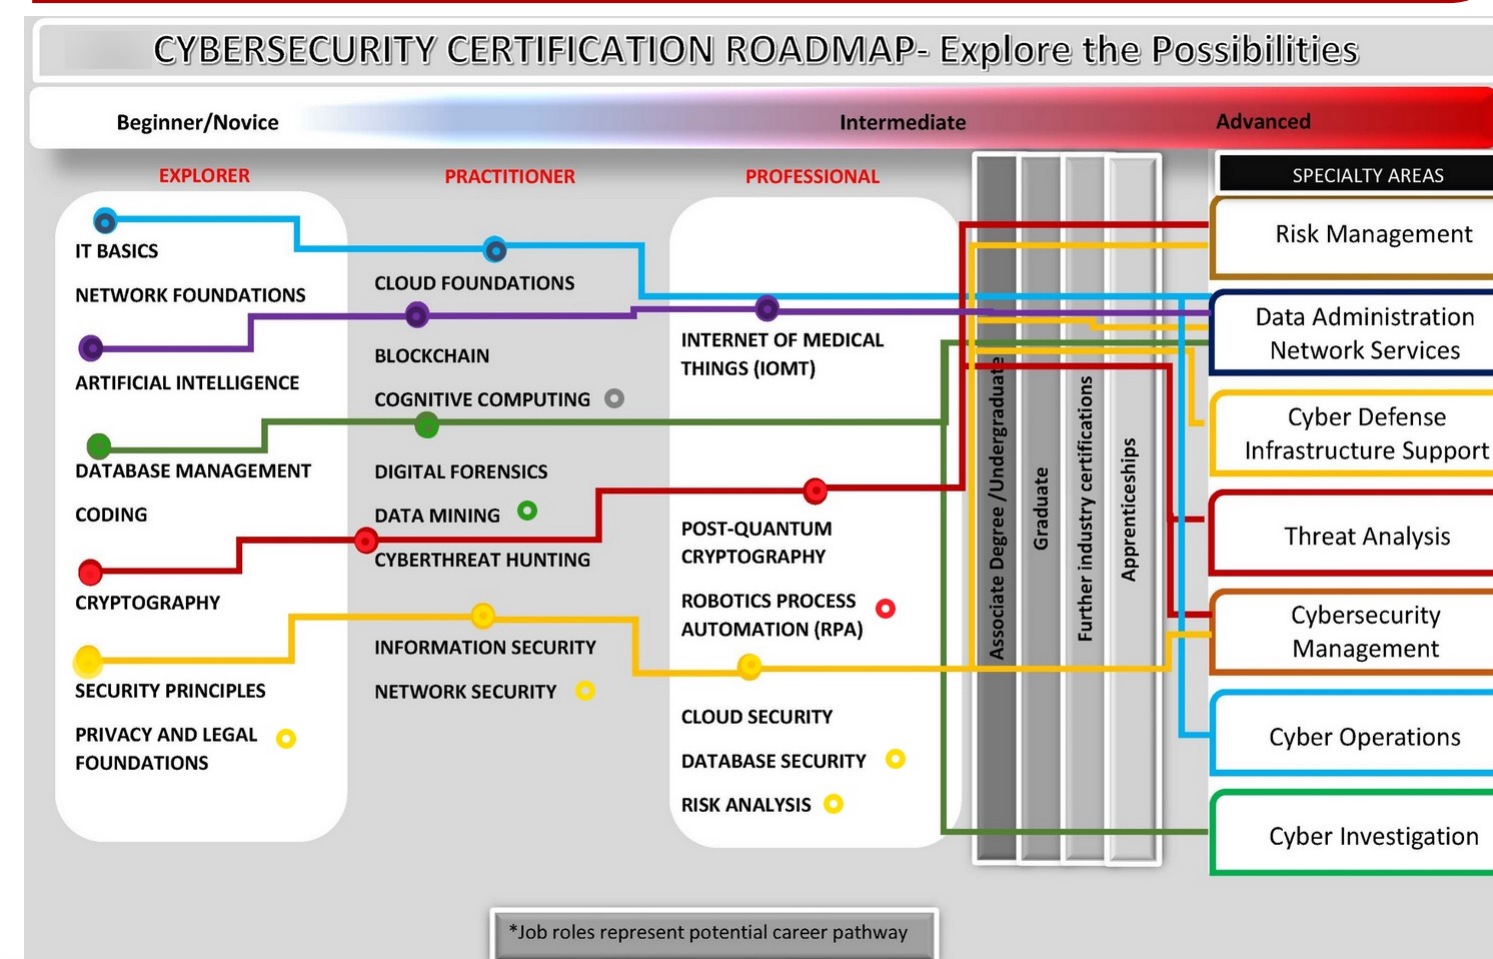 CYBERSECURITY CERTIFICATION ROADMAP- Explore the Possibilities
Beginner/Novice
Intermediate
Advanced
EXPLORER
PRACTITIONER
PROFESSIONAL
SPECIALTY AREAS
IT BASICS
NETWORK FOUNDATIONS
ARTIFICIAL INTELLIGENCE
DATABASE MANAGEMENT
CODING
CRYPTOGRAPHY
SECURITY PRINCIPLES
PRIVACY AND LEGAL
FOUNDATIONS
CLOUD FOUNDATIONS
BLOCKCHAIN
COGNITIVE COMPUTING
DIGITAL FORENSICS
DATA MINING
CYBERTHREAT HUNTING
INFORMATION SECURITY
NETWORK SECURITY
INTERNET OF MEDICAL
THINGS (IOMT)
POST-QUANTUM
CRYPTOGRAPHY
ROBOTICS PROCESS
AUTOMATION (RPA)
CLOUD SECURITY
DATABASE SECURITY
RISK ANALYSIS
Associate Degree /Undergraduate
Graduate
Further industry certifications
Apprenticeships
Risk Management
Data Administration
Network Services
Cyber Defense
Infrastructure Support
Threat Analysis
Cybersecurity
Management
Cyber Operations
Cyber Investigation
*Job roles represent potential career pathway